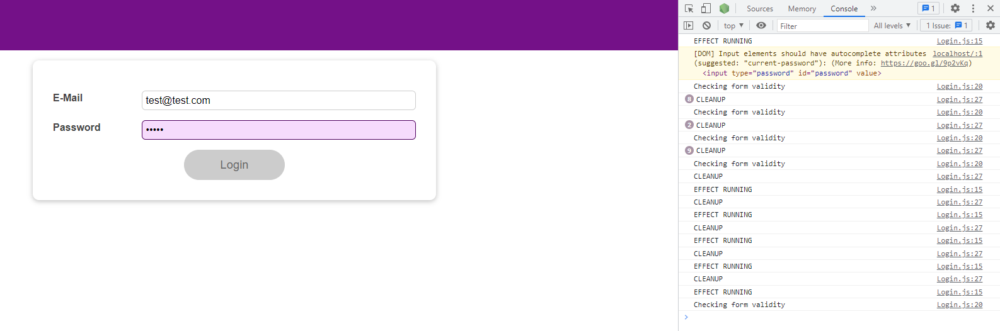 E-Mail
test@test.com
Password
•••••
Login
Sources Memory Console » 1
top ▼ Filter All levels ▼ 1 Issue: 1
EFFECT RUNNING Login.js:15
[DOM] Input elements should have autocomplete attributes localhost/:1
(suggested: "current-password"): (More info: https://goo.gl/9p2vKq)
<input type="password" id="password" value>
Checking form validity Login.js:20
8 CLEANUP Login.js:27
Checking form validity Login.js:20
2 CLEANUP Login.js:27
Checking form validity Login.js:20
9 CLEANUP Login.js:27
Checking form validity Login.js:20
CLEANUP Login.js:27
EFFECT RUNNING Login.js:15
CLEANUP Login.js:27
EFFECT RUNNING Login.js:15
CLEANUP Login.js:27
EFFECT RUNNING Login.js:15
CLEANUP Login.js:27
EFFECT RUNNING Login.js:15
CLEANUP Login.js:27
EFFECT RUNNING Login.js:15
Checking form validity Login.js:20